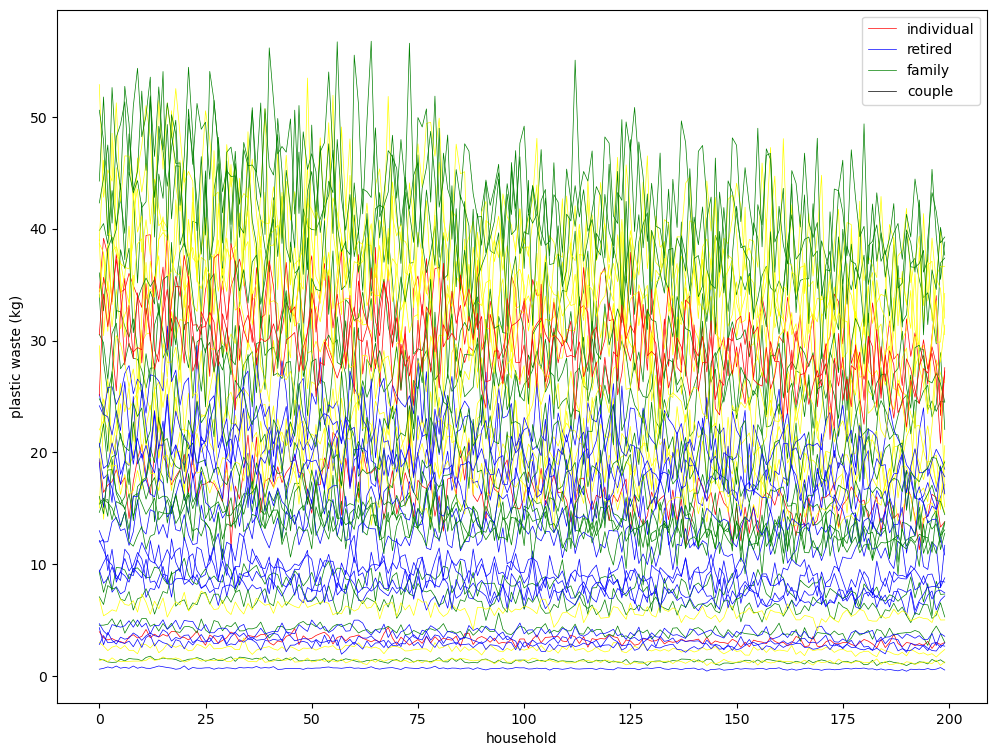 individual
retired
family
couple
plastic waste (kg)
50
40
30
20
10
0
0 25 50 75 100 125 150 175 200
household